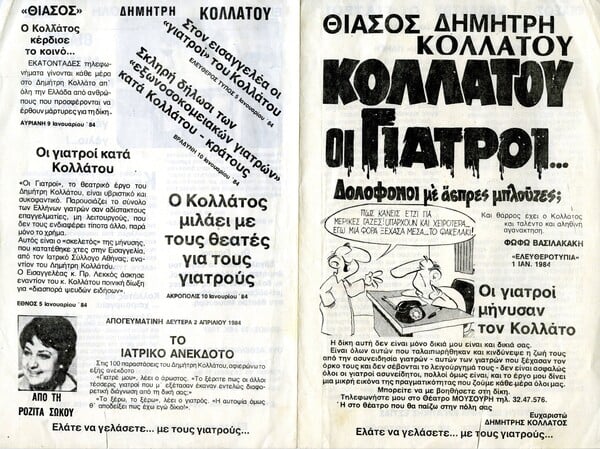 «ΘΙΑΣΟΣ» ΔΗΜΗΤΡΗ ΚΟΛΛΑΤΟΥ
Ο Κολλάτος
κέρδισε
το κοινό...
ΕΚΑΤΟΝΤΑΔΕΣ τηλεφω-
νήματα γίνονται κάθε μέρα
στο Δημήτρη Κολλάτο απ'
όλη την Ελλάδα από ανθρώ-
πους που προσφέρονται να
έρθουν μάρτυρες για τη δίκη.
ΑΥΡΙΑΝΗ 9 Ιανουαρίου ΄84
Στον εισαγγελέα οι
«γιατροί» του Κολλάτου
ΕΛΕΥΘΕΡΟΣ ΤΥΠΟΣ 5 Ιανουαρίου ΄84
Σκληρή δήλωσι των
«εξωνοσοκομειακών γιατρών»
κατά Κολλάτου - κράτους
ΒΡΑΔΥΝΗ 10 Ιανουαρίου ΄84
Οι γιατροί κατά
Κολλάτου
«Οι Γιατροί», το θεατρικό έργο του
Δημήτρη Κολλάτου, είναι υβριστικό και
συκοφαντικό. Παρουσιάζει το σύνολο
των Ελλήνων γιατρών σαν αδίστακτους
επαγγελματίες, μη λειτουργούς, που δεν
τους ενδιαφέρει τίποτε άλλο, παρά
μόνο το χρήμα.
Αυτός είναι ο «σκελετός» της μήνυσης,
που κατατέθηκε χτες στην Εισαγγελία,
από τον Ιατρικό Σύλλογο Αθήνας, εναν-
τίον του Δημήτρη Κολλάτου.
Ο Εισαγγελέας κ. Πρ. Λεκκός άσκησε
εναντίον του κ. Κολλάτου ποινική δίωξη
για «διασπορά ψευδών ειδήσεων».
ΕΘΝΟΣ 5 Ιανουαρίου ΄84
Ο Κολλάτος
μιλάει με
τους θεατές
για τους
γιατρούς
ΑΚΡΟΠΟΛΙΣ 10 Ιανουαρίου ΄84
ΑΠΟΓΕΥΜΑΤΙΝΗ ΔΕΥΤΕΡΑ 2 ΑΠΡΙΛΙΟΥ 1984
ΤΟ
ΙΑΤΡΙΚΟ ΑΝΕΚΔΟΤΟ
Στις 100 παραστάσεις του Δημήτρη Κολλάτου, αφιερώνω το
εξής ανέκδοτο
«Γιατρέ μου», λέει ο άρωστος. «Το ξέρετε πως οι άλλοι
τέσσερις γιατροί που μ' εξέτασαν έκαναν εντελώς διαφο-
ρετική διάγνωση από τη δική σας;»
«Το ξέρω, το ξέρω», λέει ο γιατρός. «Η αυτοψία όμως
θ' αποδείξει πως έχω εγώ δίκιο!».
ΑΠΟ ΤΗ
ΡΟΖΙΤΑ ΣΩΚΟΥ
Ελάτε να γελάσετε... με τους γιατρούς...
ΘΙΑΣΟΣ ΔΗΜΗΤΡΗ
ΚΟΛΛΑΤΟΥ
ΚΟΛΛΑΤΟΥ
ΟΙ ΓΙΑΤΡΟΙ...
Δολοφονοι μὲ ἄσπρες μπλοῦζες;
ΠΩΣ ΚΑΝΕΙΣ ΕΤΣΙ ΓΙΑ
ΜΕΡΙΚΕΣ ΓΑΖΕΣ! ΥΠΑΡΧΟΥΝ ΚΑΙ ΧΕΙΡΟΤΕΡΑ...
ΕΓΩ ΜΙΑ ΦΟΡΑ ΞΕΧΑΣΑ ΜΕΣΑ...ΤΟ ΦΑΚΕΛΑΚΙ!
Και θάρρος έχει ο Κολλάτος
και ταλέντο και αληθινή
αγανάκτηση.
ΦΩΦΩ ΒΑΣΙΛΑΚΑΚΗ
«ΕΛΕΥΘΕΡΟΤΥΠΙΑ»
1 ΙΑΝ. 1984
Οι γιατροί
μήνυσαν
τον Κολλάτο
Η δίκη αυτή δεν είναι μόνο δικιά μου είναι και δικιά σας.
Είναι όλων αυτών που ταλαιπωρήθηκαν και κινδύνεψε η ζωή τους
από την ασυνειδησία γιατρών - αυτών των γιατρών που ξέχασαν τον
όρκο τους και δεν σέβονται το λειτούργημά τους - δεν είναι ασφαλώς
όλοι οι γιατροί ασυνείδητοι, πολλοί όμως είναι, και το έργο μου δίνει
μια μικρή εικόνα της πραγματικότητας που ζούμε κάθε μέρα όλοι μας.
Μπορείτε να με βοηθήσετε στη δίκη.
Τηλεφωνήστε μου στο Θέατρο ΜΟΥΣΟΥΡΗ τηλ. 32.47.576.
Ή στο θέατρο που θα παίζω στην πόλη σας
Ευχαριστώ
ΔΗΜΗΤΡΗΣ ΚΟΛΛΑΤΟΣ
Ελάτε να γελάσετε... με τους γιατρούς...